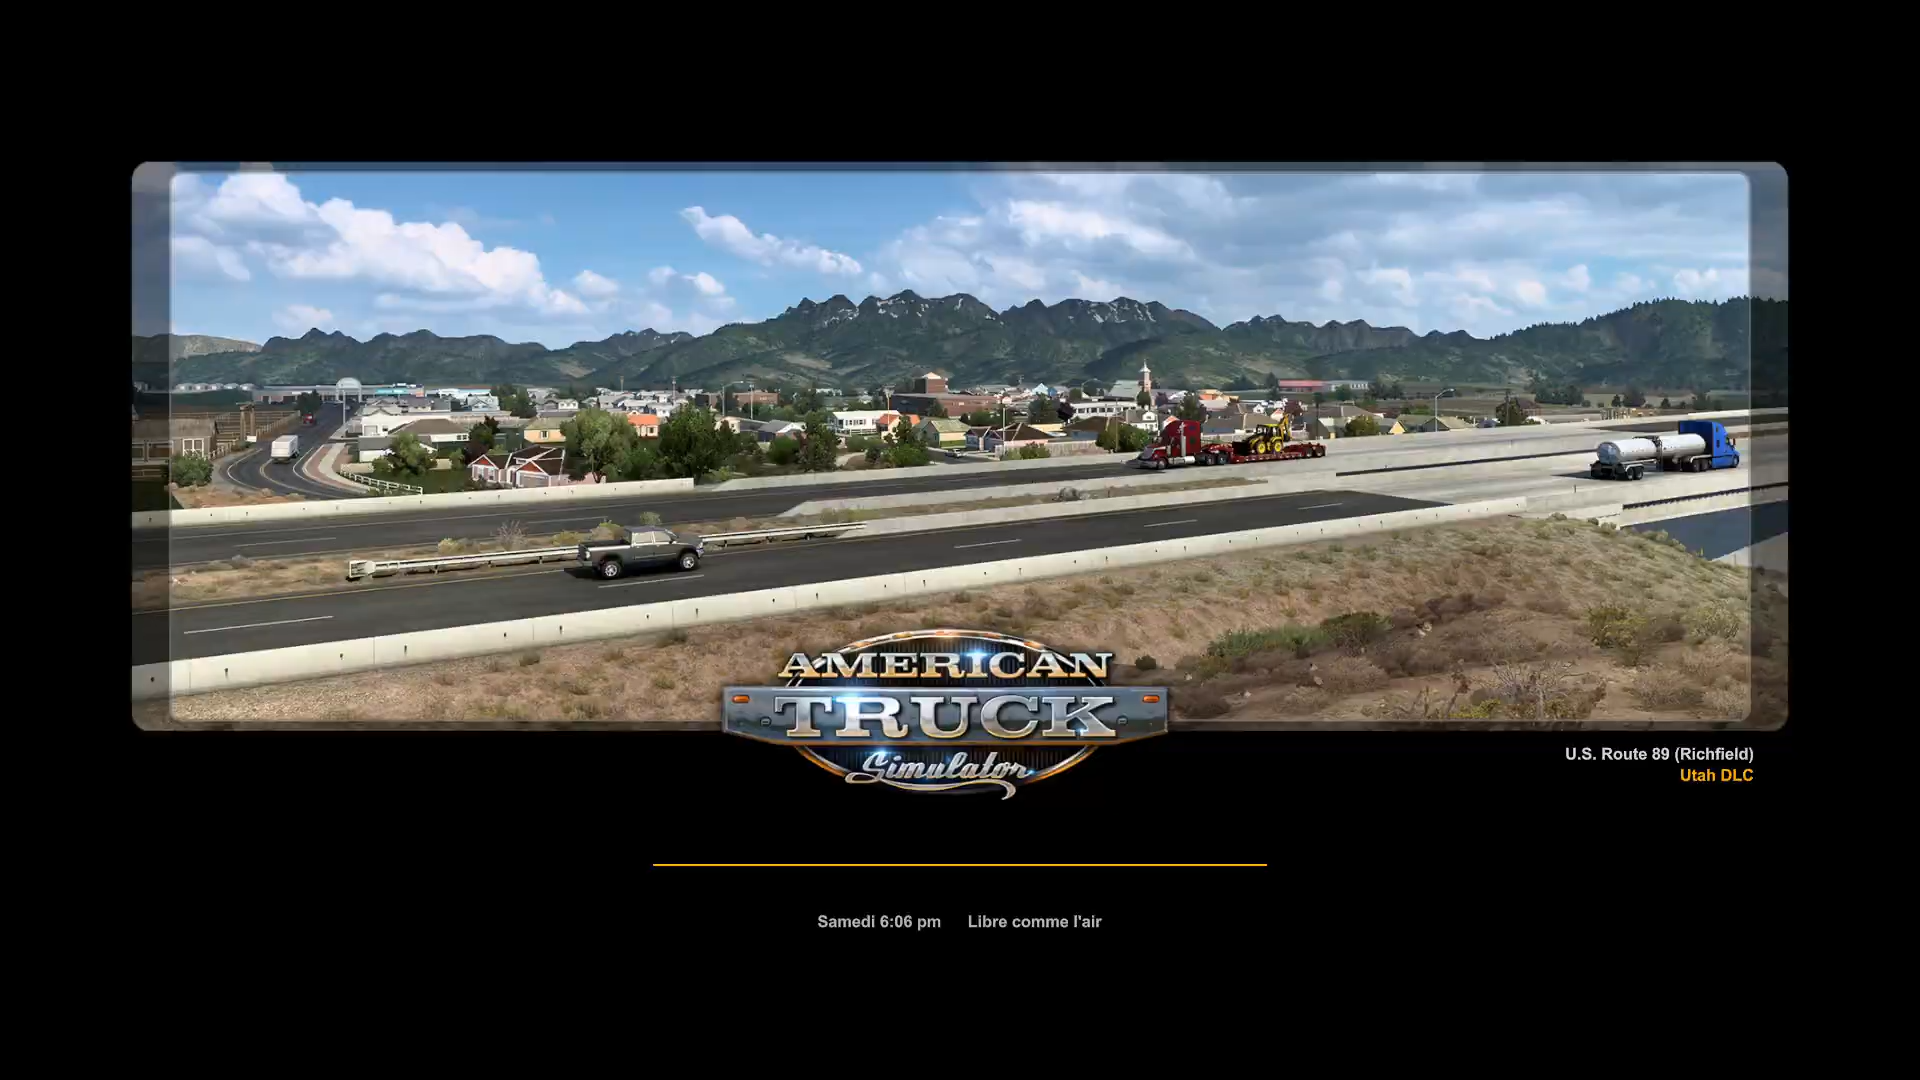 AMERICAN
TRUCK
Simulator
U.S. Route 89 (Richfield)
Utah DLC
Samedi 6:06 pm Libre comme l'air